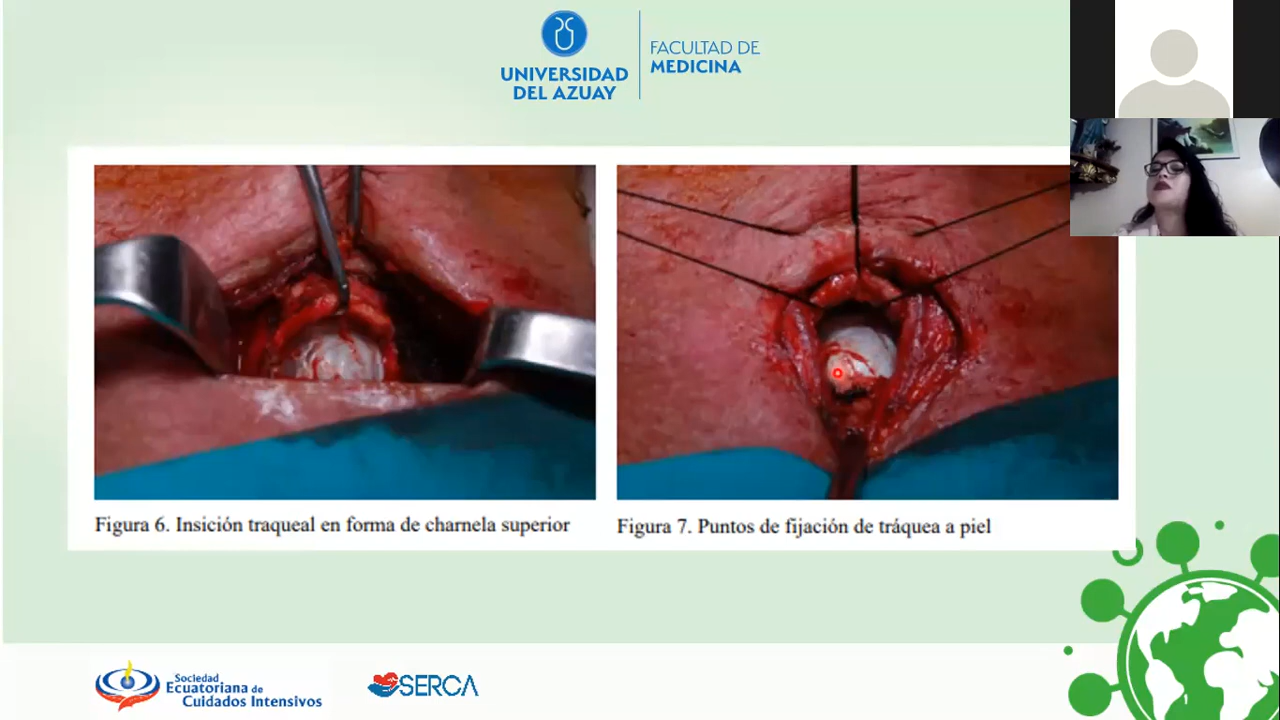 UNIVERSIDAD
DEL AZUAY
FACULTAD DE
MEDICINA
Figura 6. Insición traqueal en forma de charnela superior
Figura 7. Puntos de fijación de tráquea a piel
Sociedad
Ecuatoriana de
Cuidados Intensivos
SERCA